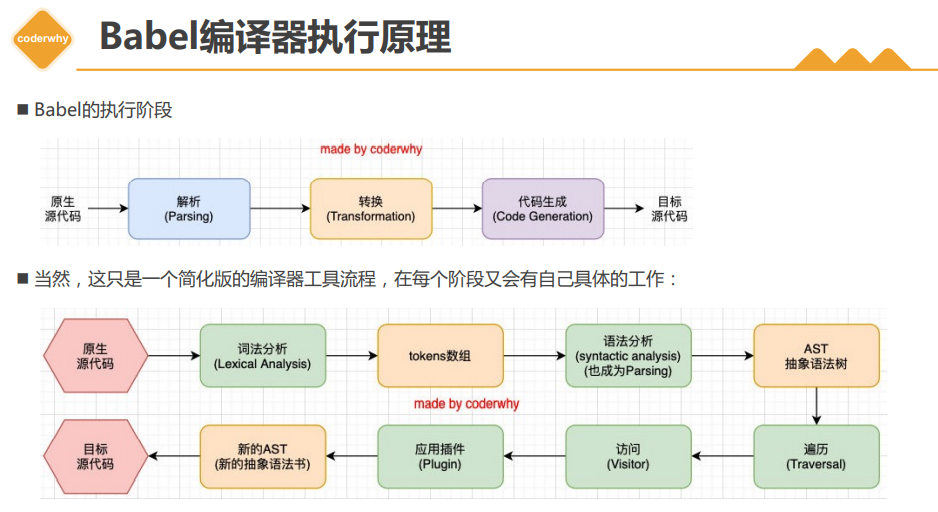 coderwhy
Babel编译器执行原理
■ Babel的执行阶段
made by coderwhy
原生
源代码
解析
(Parsing)
转换
(Transformation)
代码生成
(Code Generation)
目标
源代码
■ 当然，这只是一个简化版的编译器工具流程，在每个阶段又会有自己具体的工作：
原生
源代码
词法分析
(Lexical Analysis)
tokens数组
语法分析
(syntactic analysis)
(也成为Parsing)
AST
抽象语法树
made by coderwhy
目标
源代码
新的AST
(新的抽象语法书)
应用插件
(Plugin)
访问
(Visitor)
遍历
(Traversal)